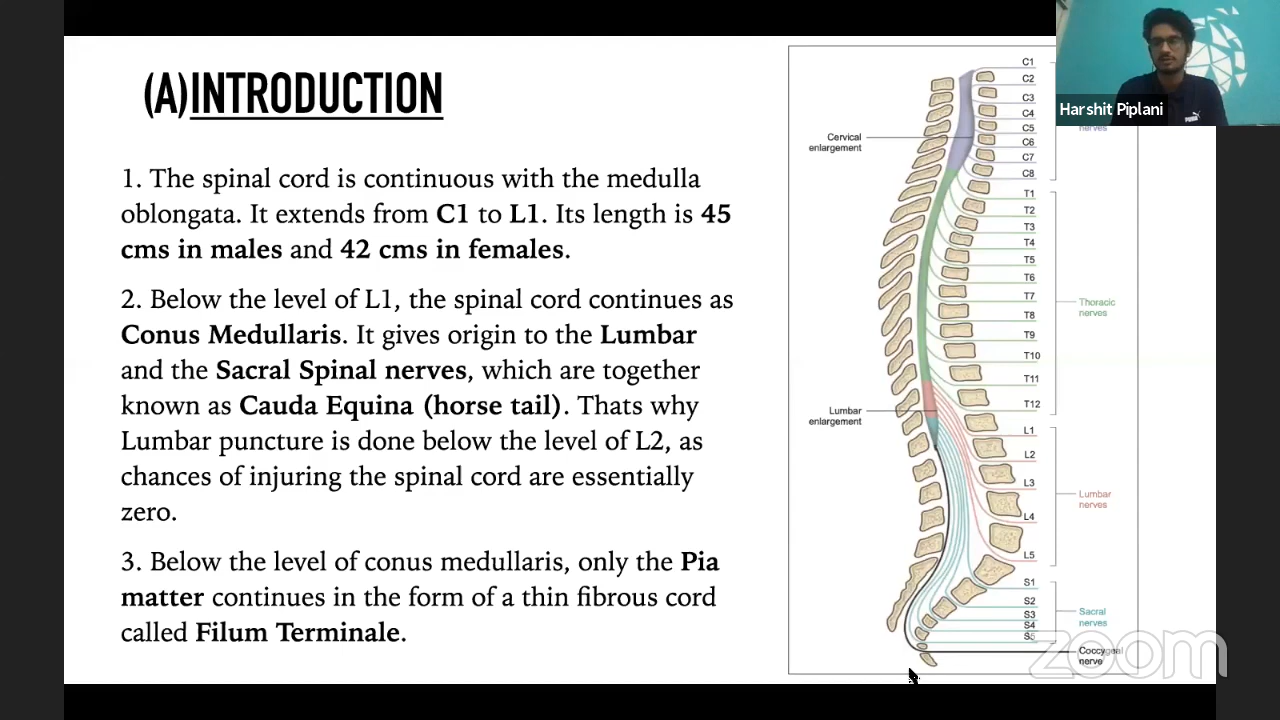 (A)INTRODUCTION
1. The spinal cord is continuous with the medulla
oblongata. It extends from C1 to L1. Its length is 45
cms in males and 42 cms in females.
2. Below the level of L1, the spinal cord continues as
Conus Medullaris. It gives origin to the Lumbar
and the Sacral Spinal nerves, which are together
known as Cauda Equina (horse tail). Thats why
Lumbar puncture is done below the level of L2, as
chances of injuring the spinal cord are essentially
zero.
3. Below the level of conus medullaris, only the Pia
matter continues in the form of a thin fibrous cord
called Filum Terminale.
Cervical
enlargement
Lumbar
enlargement
C1
C2
C3
C4
C5
C6
C7
C8
T1
T2
T3
T4
T5
T6
T7
T8
T9
T10
T11
T12
L1
L2
L3
L4
L5
S1
S2
S3
S4
S5
nerves
Thoracic
nerves
Lumbar
nerves
Sacral
nerves
Coccygeal
nerve
Harshit Piplani
PUMA
zoom